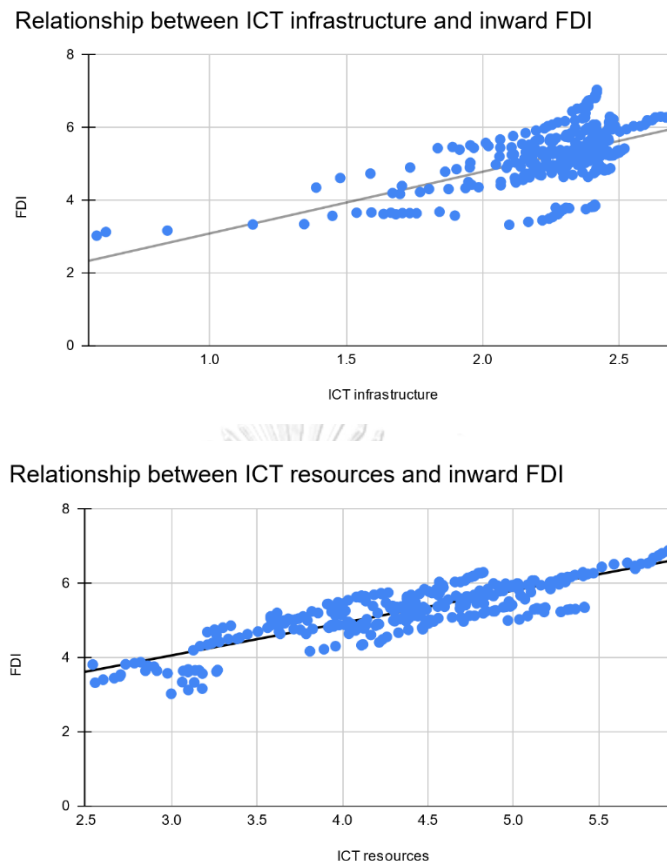 Relationship between ICT infrastructure and inward FDI
8
6
4
2
0
FDI
1.0 1.5 2.0 2.5
ICT infrastructure
Relationship between ICT resources and inward FDI
8
6
4
2
0
FDI
2.5 3.0 3.5 4.0 4.5 5.0 5.5
ICT resources